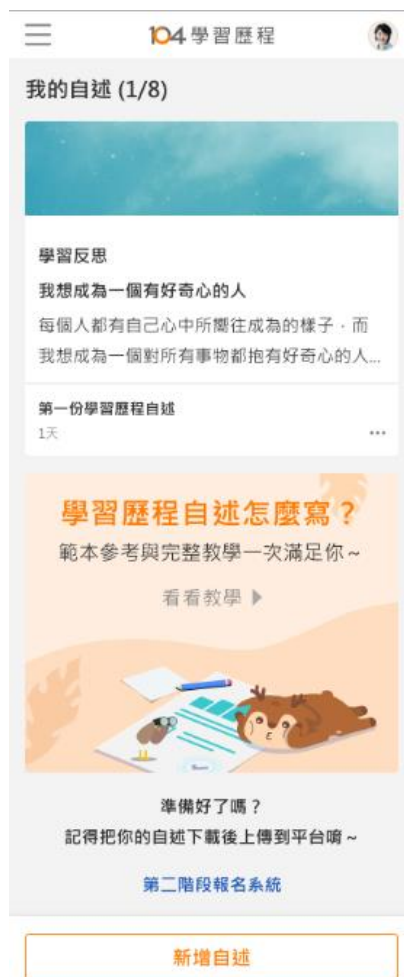 104 學習歷程
我的自述 (1/8)
學習反思
我想成為一個有好奇心的人
每個人都有自己心中所嚮往成為的樣子，而
我想成為一個對所有事物都抱有好奇心的人...
第一份學習歷程自述
1天
學習歷程自述怎麼寫？
範本參考與完整教學一次滿足你～
看看教學 ▶
準備好了嗎？
記得把你的自述下載後上傳到平台唷～
第二階段報名系統
新增自述